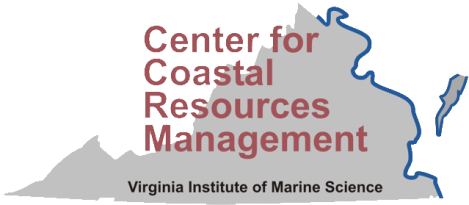 Center for
Coastal
Resources
Management
Virginia Institute of Marine Science